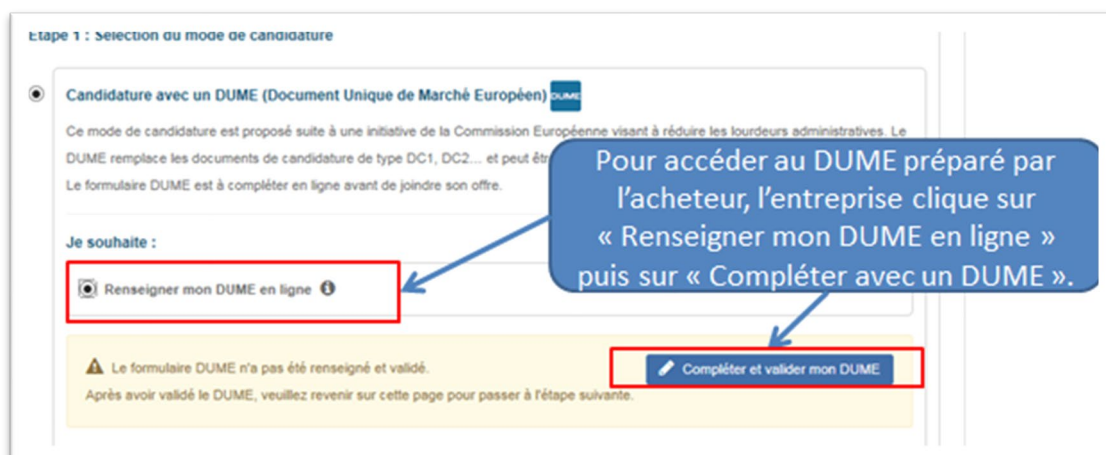 Etape 1 : Sélection du mode de candidature
Candidature avec un DUME (Document Unique de Marché Européen) DUME
Ce mode de candidature est proposé suite à une initiative de la Commission Européenne visant à réduire les lourdeurs administratives. Le
DUME remplace les documents de candidature de type DC1, DC2... et peut
Le formulaire DUME est à compléter en ligne avant de joindre son offre.
Pour accéder au DUME préparé par
l'acheteur, l'entreprise clique sur
« Renseigner mon DUME en ligne »
puis sur « Compléter avec un DUME ».
Je souhaite :
Renseigner mon DUME en ligne
Le formulaire DUME n'a pas été renseigné et validé.
Compléter et valider mon DUME
Après avoir validé le DUME, veuillez revenir sur cette page pour passer à l'étape suivante.